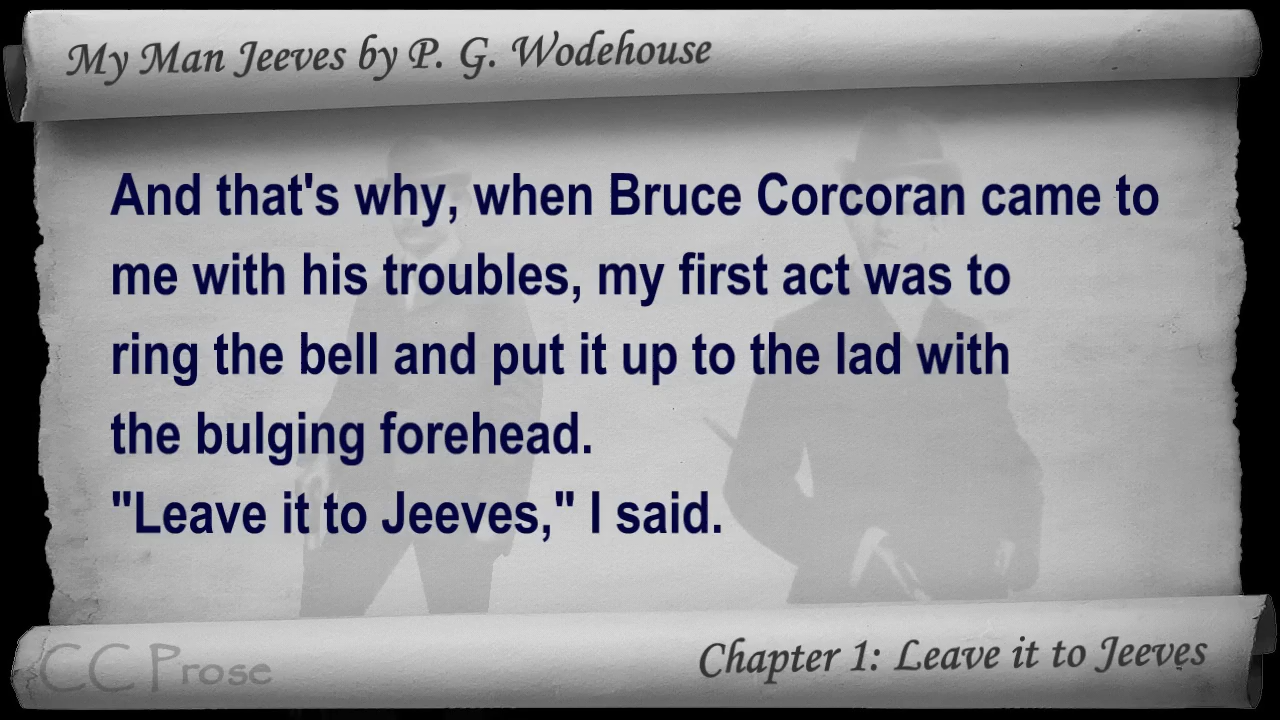 My Man Jeeves by P. G. Wodehouse
And that's why, when Bruce Corcoran came to
me with his troubles, my first act was to
ring the bell and put it up to the lad with
the bulging forehead.
"Leave it to Jeeves," I said.
CC Prose
Chapter 1: Leave it to Jeeves